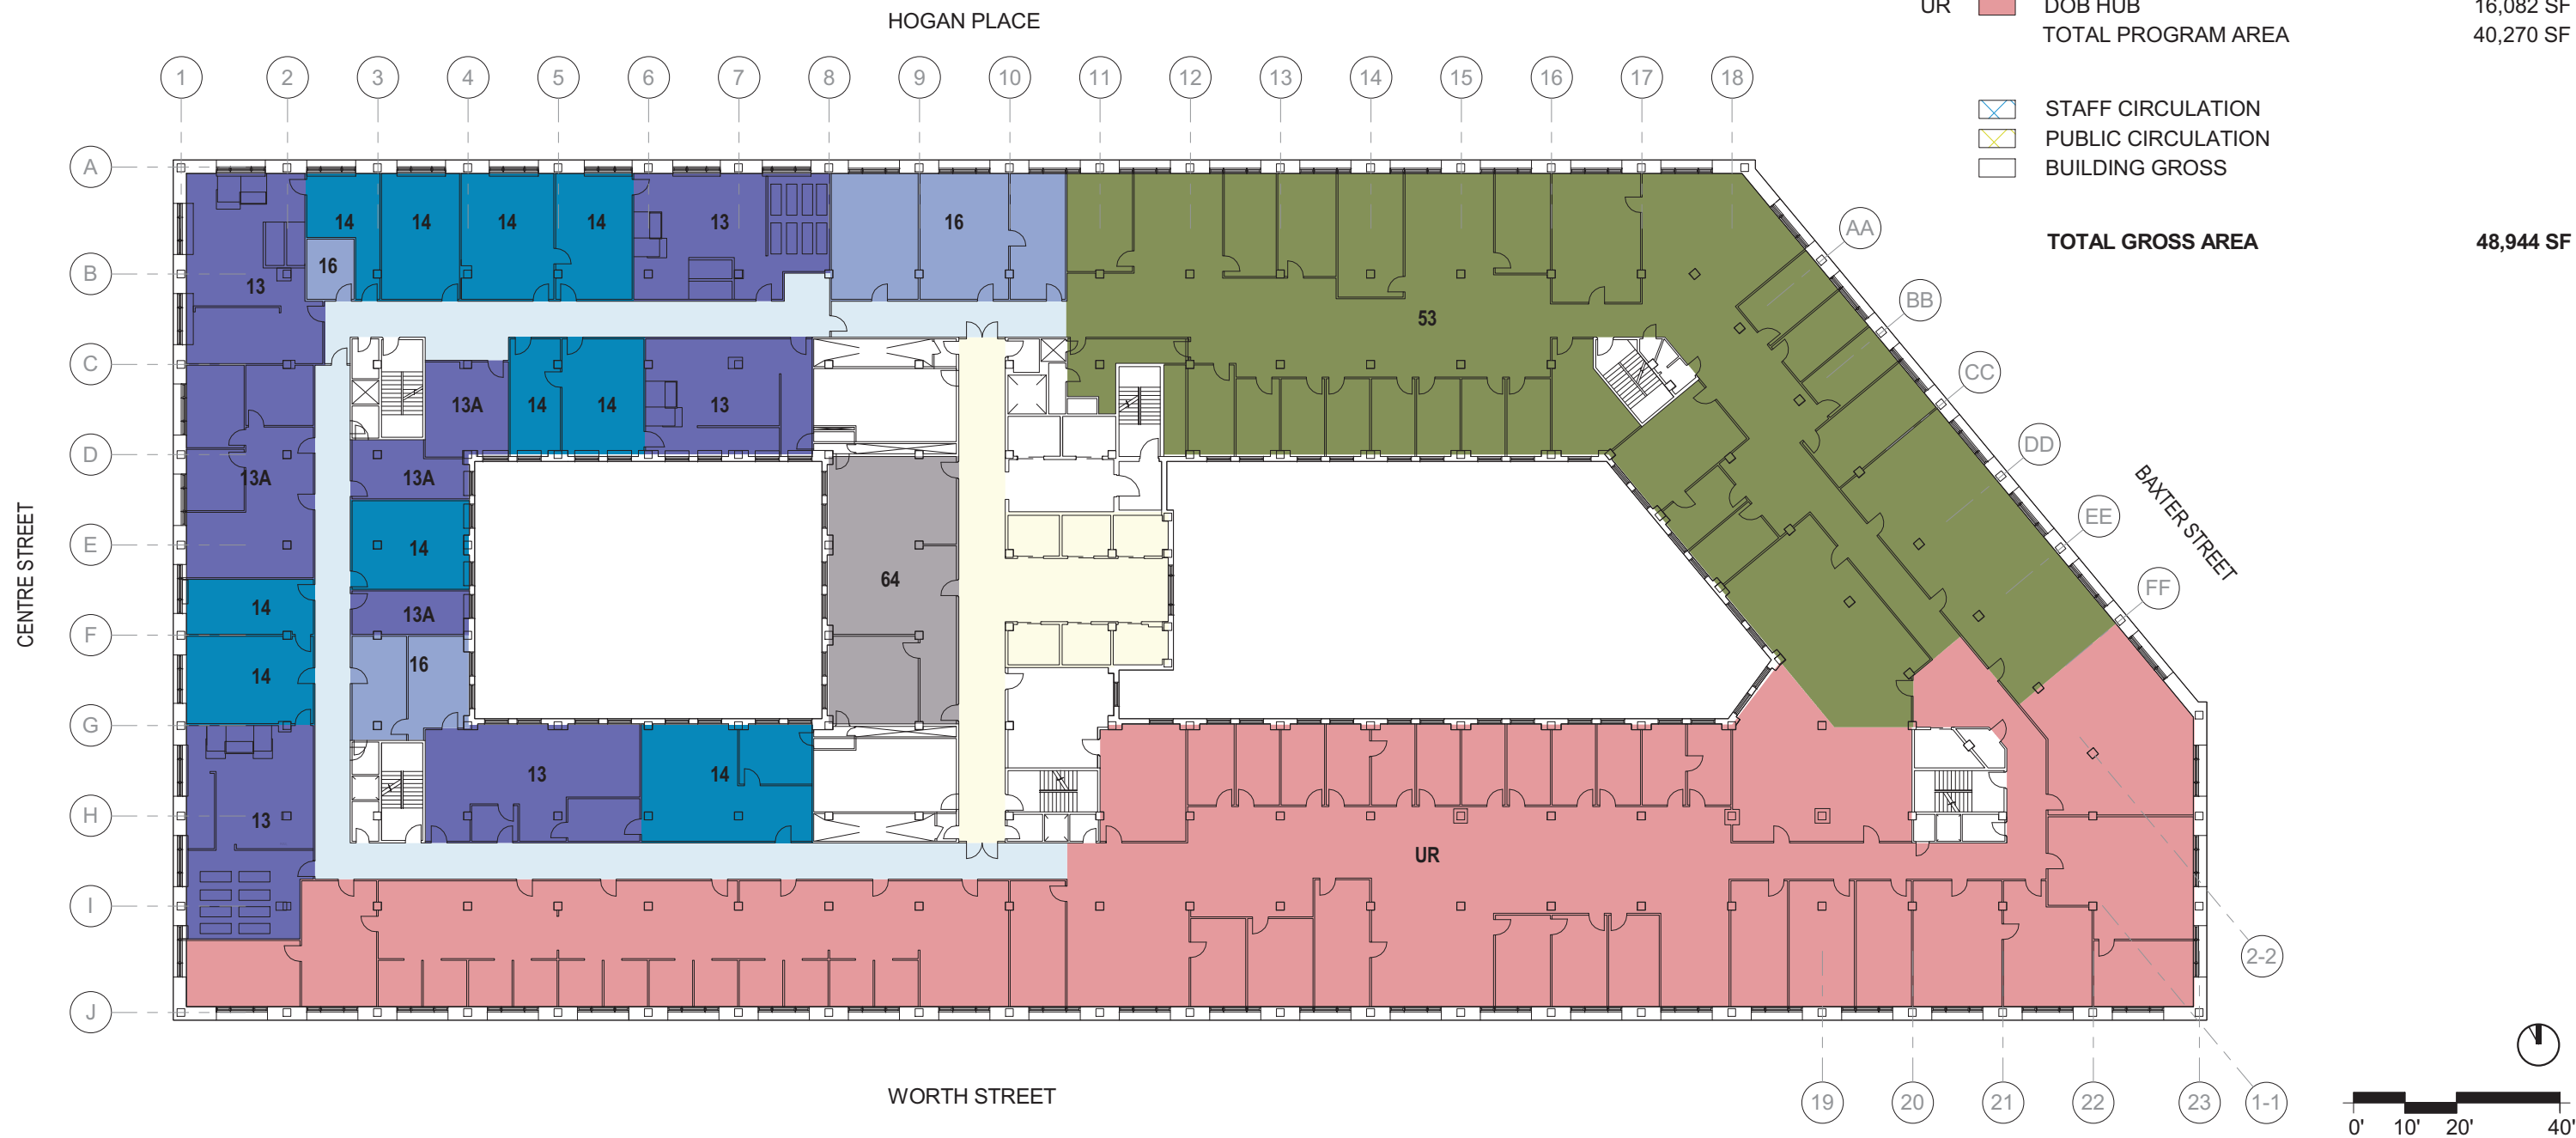 UR DOB HUB 16,082 SF
HOGAN PLACE
TOTAL PROGRAM AREA 40,270 SF
1 2 3 4 5 6 7 8 9 10 11 12 13 14 15 16 17 18
STAFF CIRCULATION
PUBLIC CIRCULATION
BUILDING GROSS
TOTAL GROSS AREA 48,944 SF
A
14 14 14 14 13 16
AA
B
16
13
BB
53
C
CC
13A 14 14 13
D
DD
13A 13A
BAXTER STREET
CENTRE STREET
E
14
EE
64
14 13A
FF
F
16
14
G
13 14
H
13
UR
I
2-2
J
WORTH STREET
19 20 21 22 23 1-1
0' 10' 20' 40'